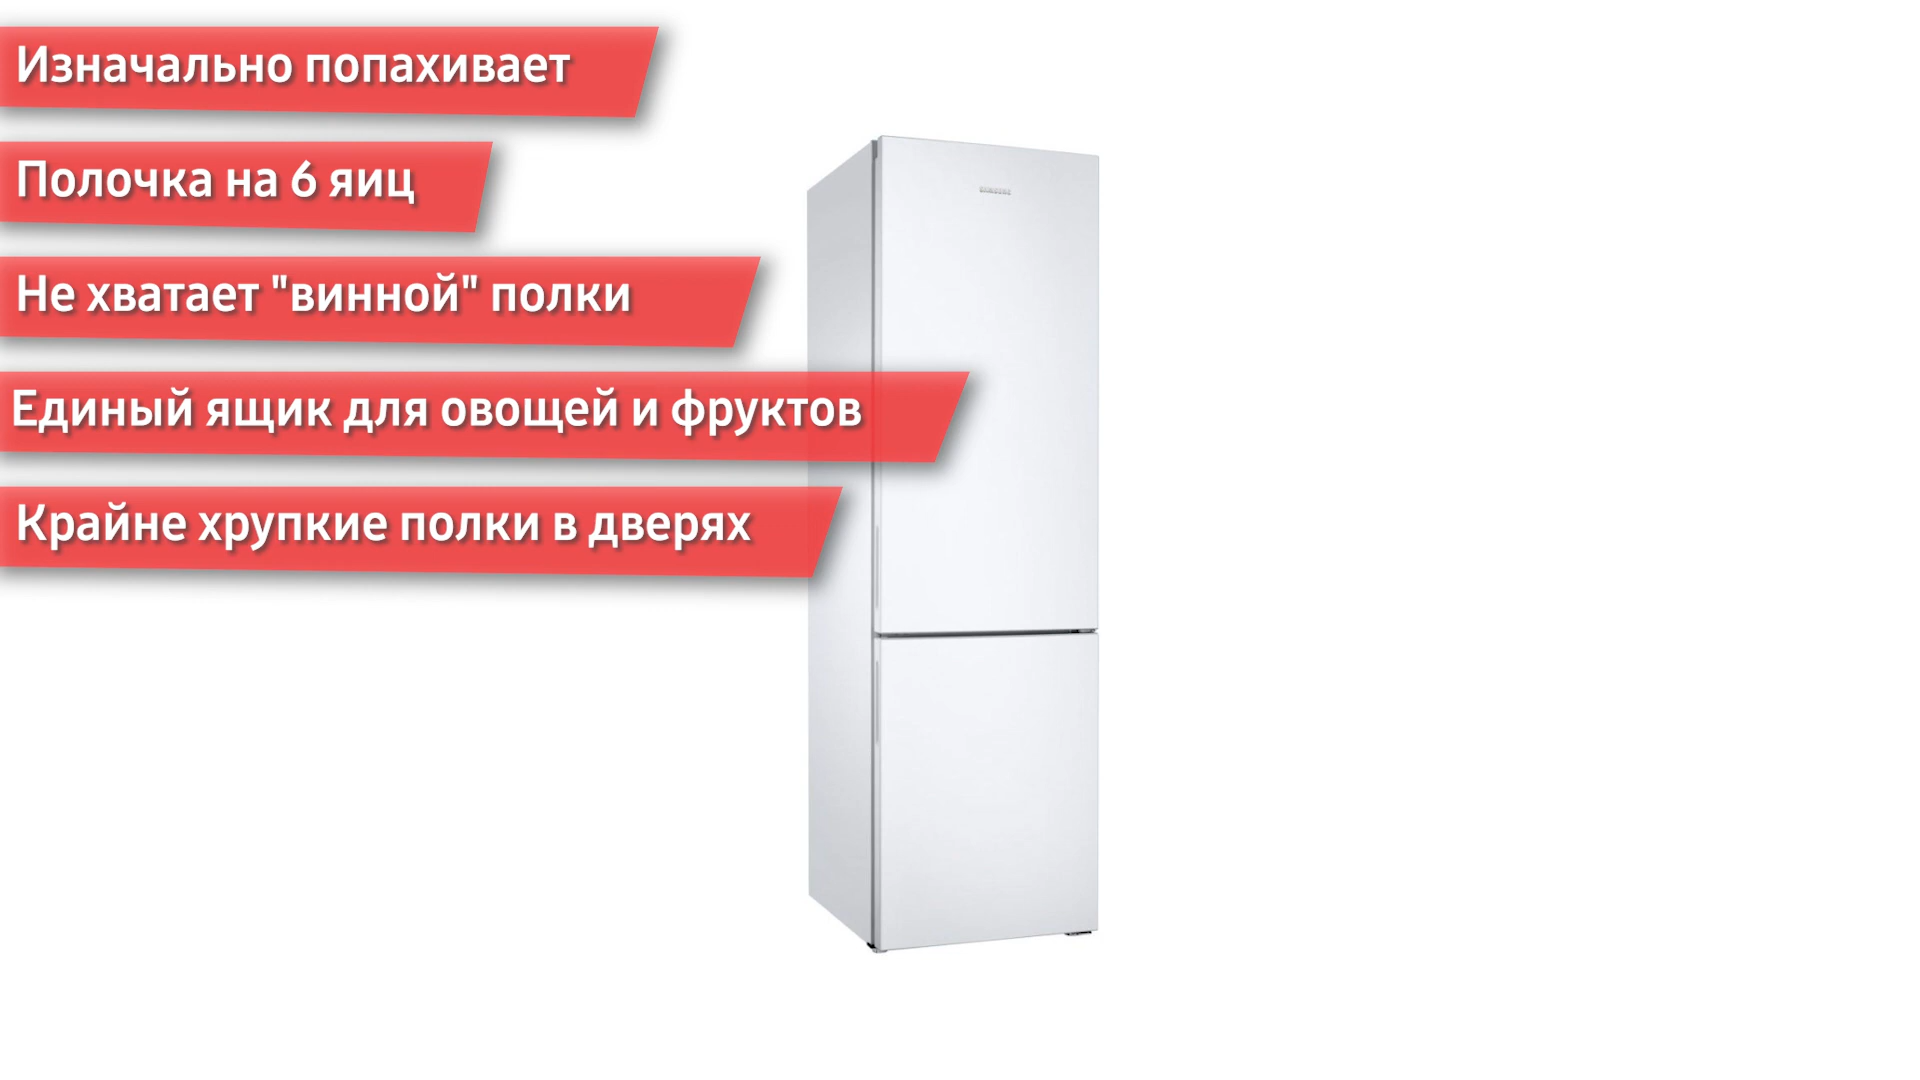 Изначально попахивает
Полочка на 6 яиц
Не хватает "винной" полки
Единый ящик для овощей и фруктов
Крайне хрупкие полки в дверях
SAMSUNG